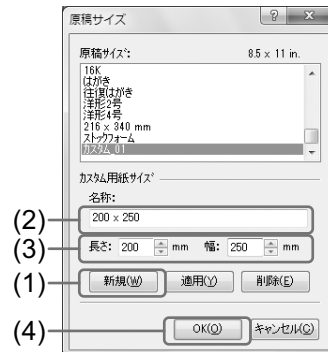 原稿サイズ
原稿サイズ: 8.5 x 11 in.
16K
はがき
往復はがき
洋形2号
洋形4号
216 x 340 mm
ストックフォーム
カスタム_01
カスタム用紙サイズ
名称:
(2) 200 x 250
(3) 長さ: 200 mm 幅: 250 mm
(1) 新規(W) 適用(Y) 削除(E)
(4) OK(O) キャンセル(C)